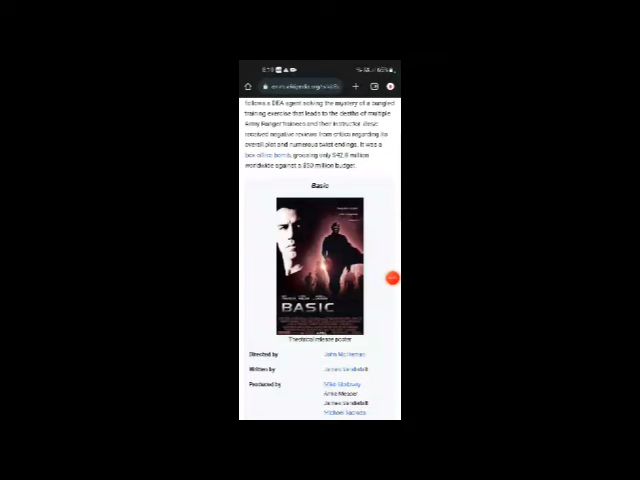 follows a DEA agent solving the mystery of a bungled
training exercise that leads to the deaths of multiple
Army Ranger trainees and their instructor. Basic
received negative reviews from critics regarding its
overall plot and numerous twist endings. It was a
box office bomb, grossing only $42.8 million
worldwide against a $50 million budget.
Basic
BASIC
Theatrical release poster
Directed by
John McTiernan
Written by
James Vanderbilt
Produced by
Mike Medavoy
Arnie Messer
James Vanderbilt
Michael Tadross